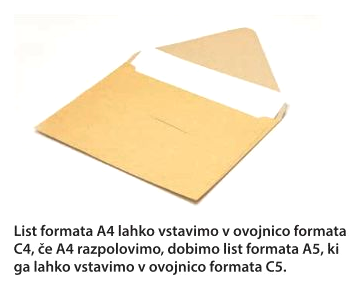 List formata A4 lahko vstavimo v ovojnico formata
C4, če A4 razpolovimo, dobimo list formata A5, ki
ga lahko vstavimo v ovojnico formata C5.